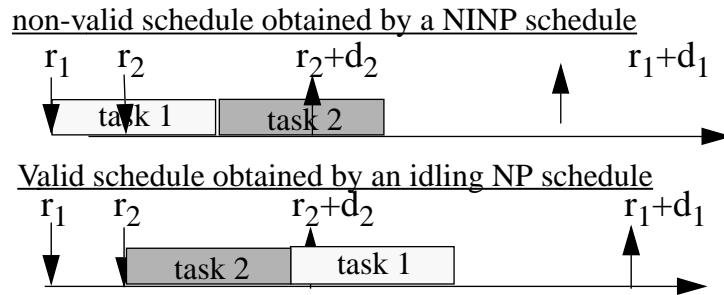 non-valid schedule obtained by a NINP schedule
r1 r2 r2+d2 r1+d1
task 1 task 2
Valid schedule obtained by an idling NP schedule
r1 r2 r2+d2 r1+d1
task 2 task 1